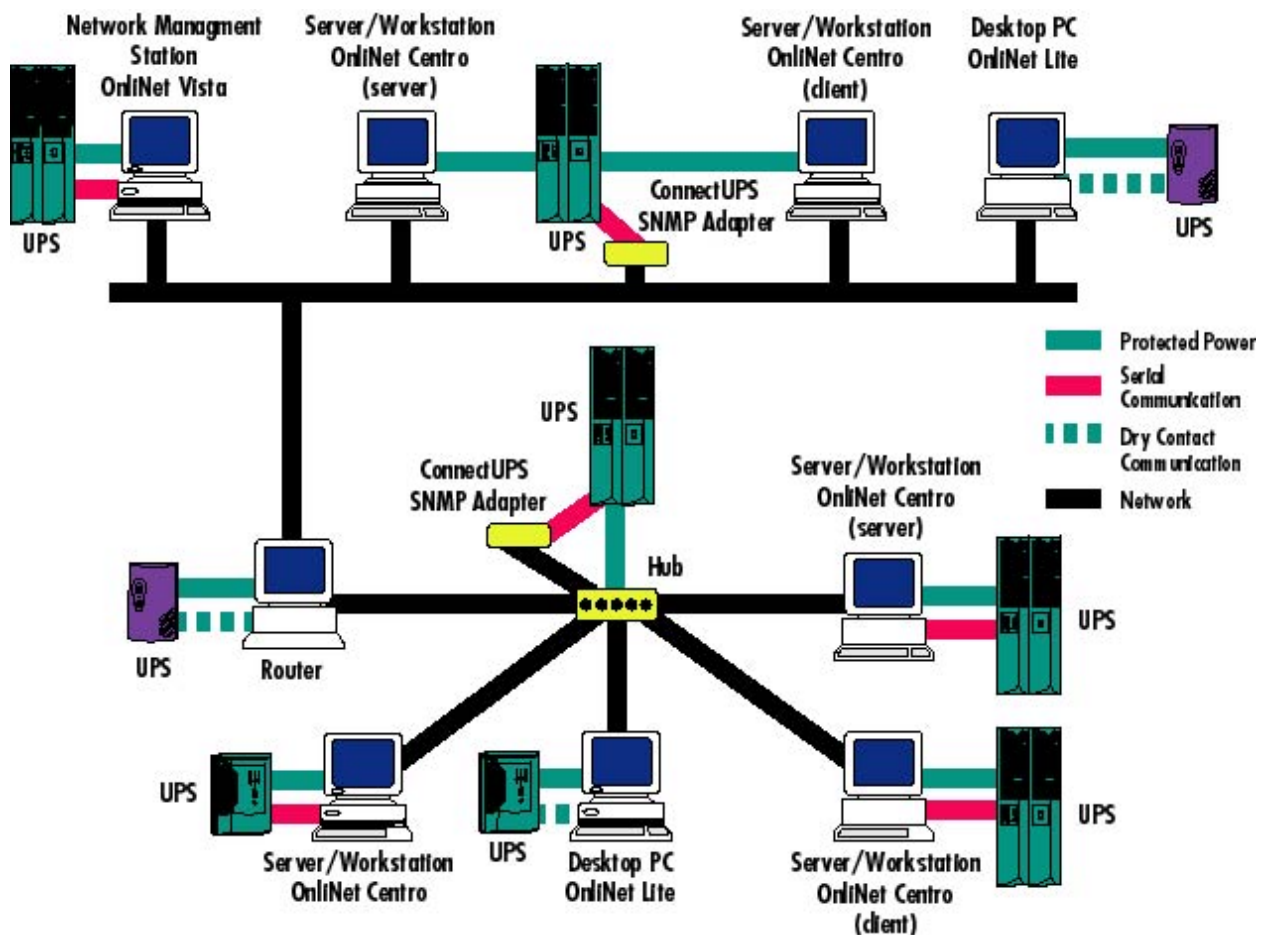 Network Managment
Station
OnliNet Vista
UPS
Server/Workstation
OnliNet Centro
(server)
UPS
ConnectUPS
SNMP Adapter
Server/Workstation
OnliNet Centro
(client)
Desktop PC
OnliNet Lite
UPS
Protected Power
Serial
Communication
Dry Contact
Communication
Network
UPS
ConnectUPS
SNMP Adapter
Hub
Server/Workstation
OnliNet Centro
(server)
UPS
UPS
Router
UPS
Server/Workstation
OnliNet Centro
UPS
Desktop PC
OnliNet Lite
Server/Workstation
OnliNet Centro
(client)
UPS